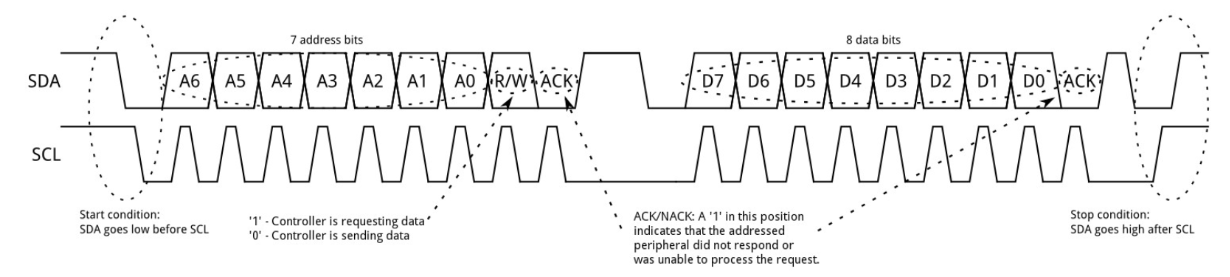 7 address bits
8 data bits
SDA
A6 A5 A4 A3 A2 A1 A0 R/W ACK
D7 D6 D5 D4 D3 D2 D1 D0 ACK
SCL
Start condition:
SDA goes low before SCL
'1' - Controller is requesting data
'0' - Controller is sending data
ACK/NACK: A '1' in this position
indicates that the addressed
peripheral did not respond or
was unable to process the request.
Stop condition:
SDA goes high after SCL